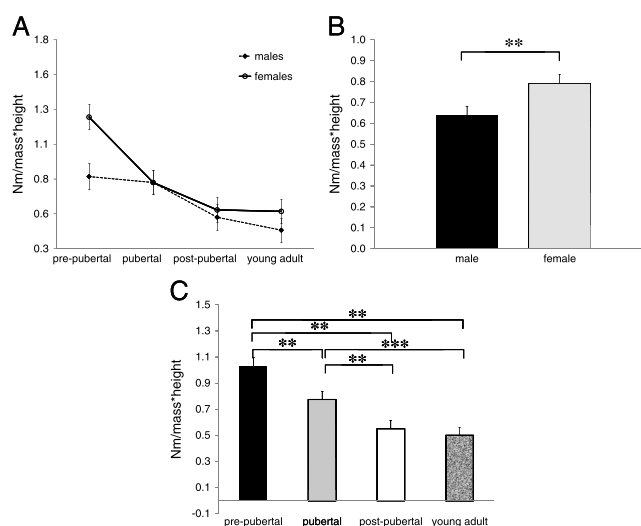 A
1.8
1.6
1.3
1.1
0.8
0.6
0.3
Nm/mass*height
males
females
pre-pubertal pubertal post-pubertal young adult
B
1.0
0.9
0.8
0.7
0.6
0.5
0.4
0.3
0.2
0.1
0.0
Nm/mass*height
**
male female
C
1.5
1.3
1.1
0.9
0.7
0.5
0.3
0.1
-0.1
Nm/mass*height
**
**
** ***
**
pre-pubertal pubertal post-pubertal young adult